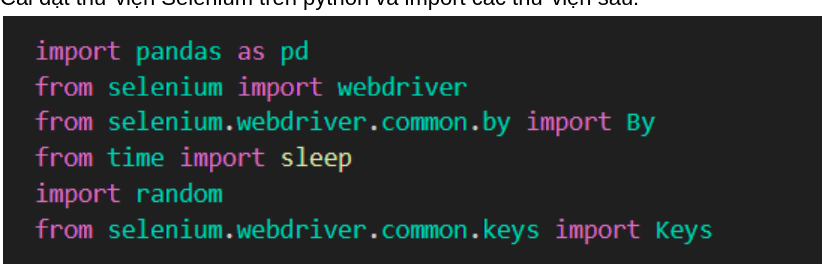 Cài đặt thư viện Selenium trên python và import các thư viện sau:
import pandas as pd
from selenium import webdriver
from selenium.webdriver.common.by import By
from time import sleep
import random
from selenium.webdriver.common.keys import Keys